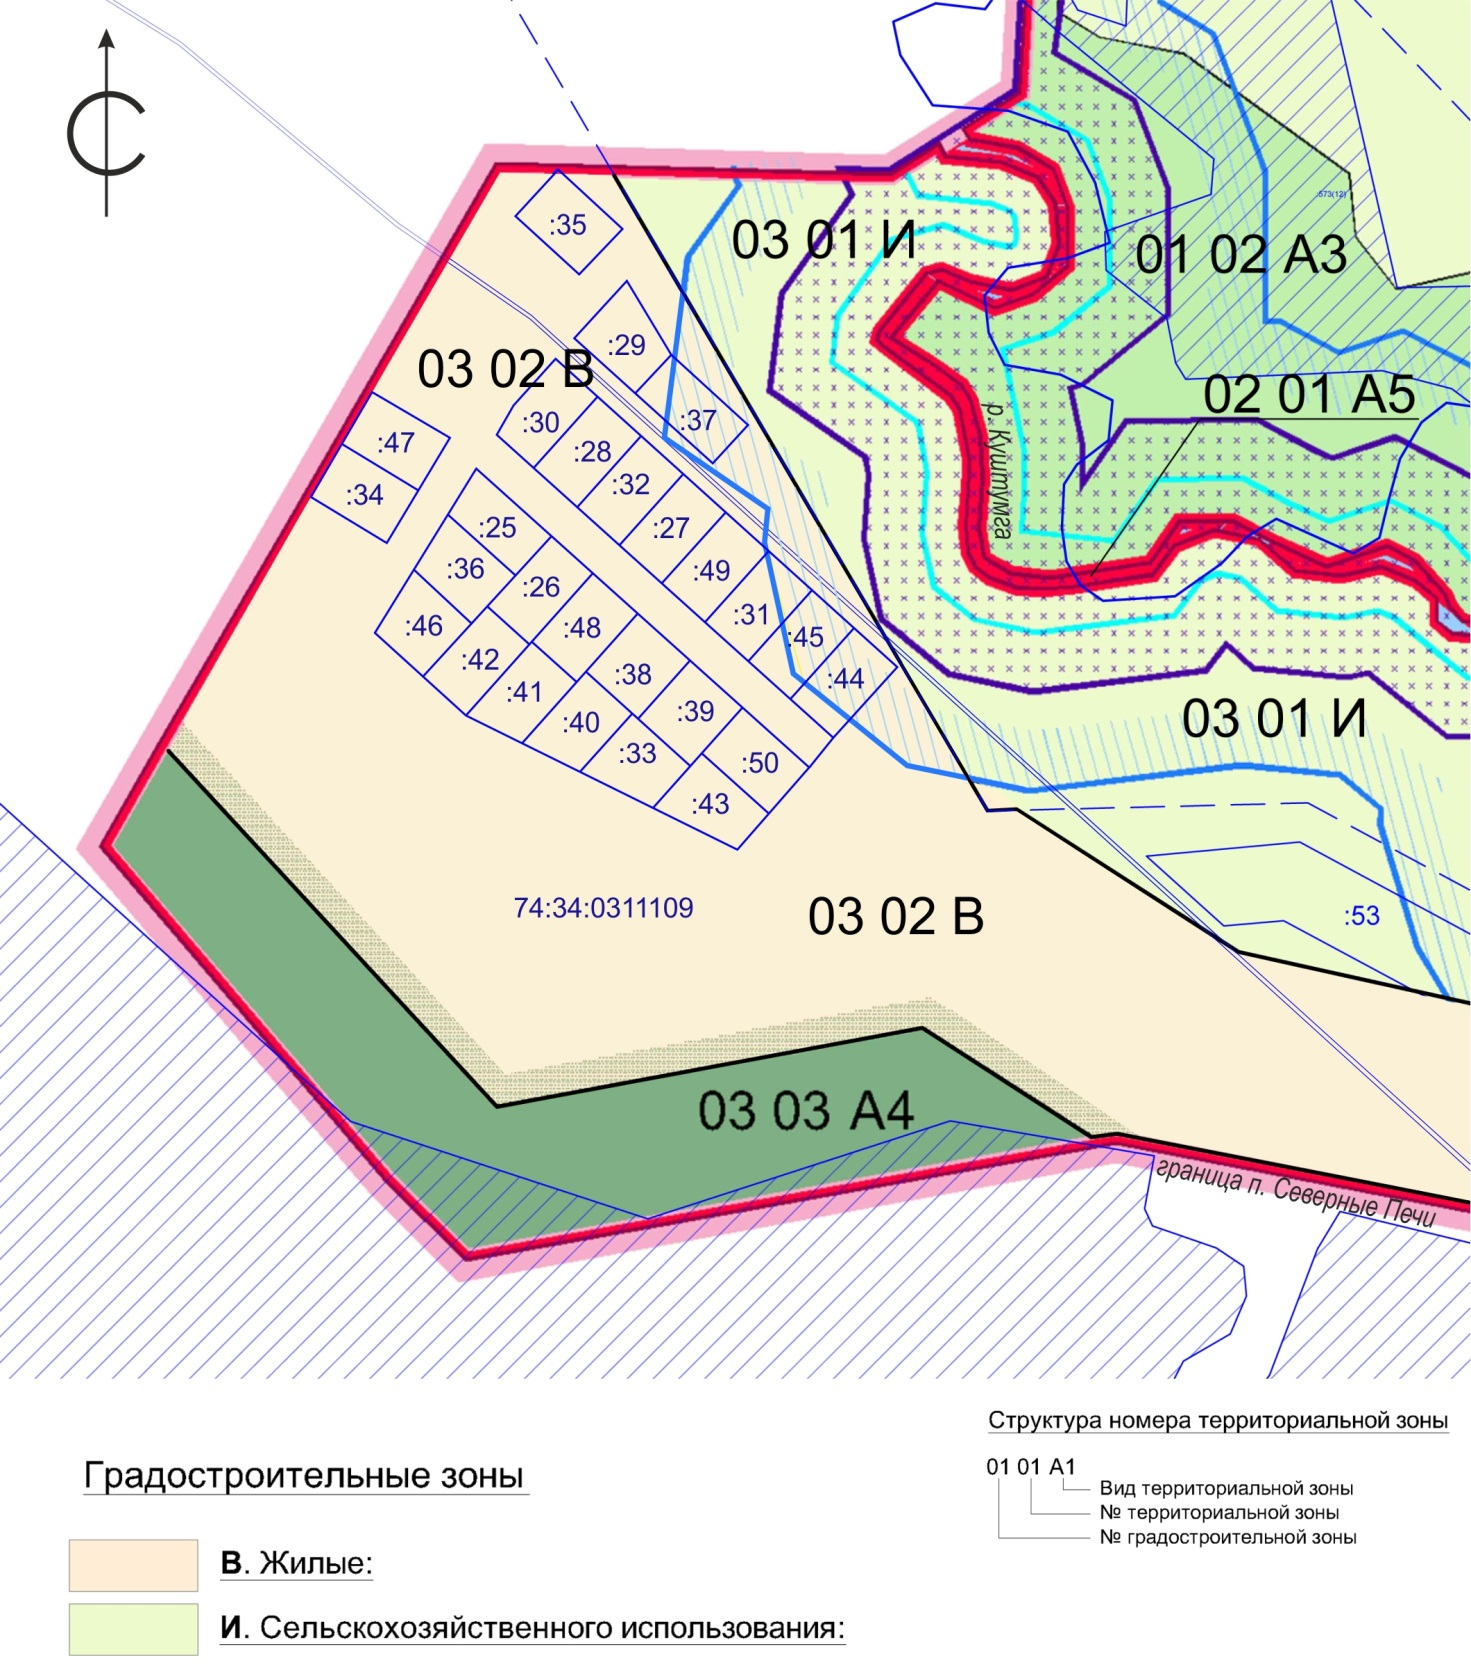 С
573(12)
:35
03 01 И
01 02 А3
:29
03 02 В
:37
02 01 А5
:30
:47
:28
:34
:32
р. Куштумга
:25
:27
:36
:49
:26
:46
:48
:31
:45
:42
:38
:44
:41
:39
:40
03 01 И
:33
:50
:43
74:34:0311109
03 02 В
:53
03 03 А4
граница п. Северные Печи
Структура номера территориальной зоны
01 01 А1
Вид территориальной зоны
№ территориальной зоны
№ градостроительной зоны
Градостроительные зоны
В. Жилые:
И. Сельскохозяйственного использования: